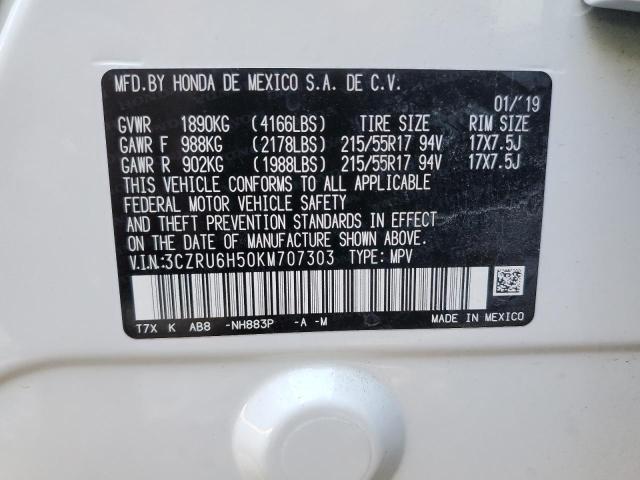 MFD.BY HONDA DE MEXICO S.A. DE C.V.
01/'19
GVWR 1890KG (4166LBS) TIRE SIZE RIM SIZE
GAWR F 988KG (2178LBS) 215/55R17 94V 17X7.5J
GAWR R 902KG (1988LBS) 215/55R17 94V 17X7.5J
THIS VEHICLE CONFORMS TO ALL APPLICABLE
FEDERAL MOTOR VEHICLE SAFETY
AND THEFT PREVENTION STANDARDS IN EFFECT
ON THE DATE OF MANUFACTURE SHOWN ABOVE.
V.I.N:3CZRU6H50KM707303 TYPE: MPV
T7X K AB8 -NH883P -A -M MADE IN MEXICO